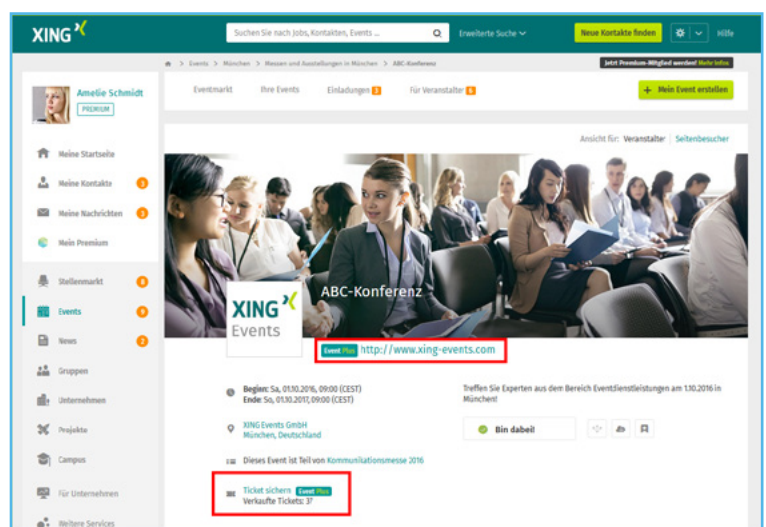 XING
Suchen Sie nach Jobs, Kontakten, Events ...
Erweiterte Suche
Neue Kontakte finden
Hilfe
> Events > München > Messen und Ausstellungen in München > ABC-Konferenz
Jetzt Premium-Mitglied werden! Mehr Infos
Amelie Schmidt
PREMIUM
Eventmarkt
Ihre Events
Einladungen
Für Veranstalter
+ Mein Event erstellen
Ansicht für: Veranstalter | Seitenbesucher
Meine Startseite
Meine Kontakte
Meine Nachrichten
Mein Premium
Stellenmarkt
Events
News
Gruppen
Unternehmen
Projekte
Campus
Für Unternehmen
Weitere Services
XING
Events
ABC-Konferenz
Event Plus http://www.xing-events.com
Beginn: Sa, 01.10.2016, 09:00 (CEST)
Ende: So, 01.10.2017, 09:00 (CEST)
XING Events GmbH
München, Deutschland
Dieses Event ist Teil von Kommunikationsmesse 2016
Ticket sichern Event Plus
Verkaufte Tickets: 37
Treffen Sie Experten aus dem Bereich Eventdienstleistungen am 1.10.2016 in
München!
Bin dabei!